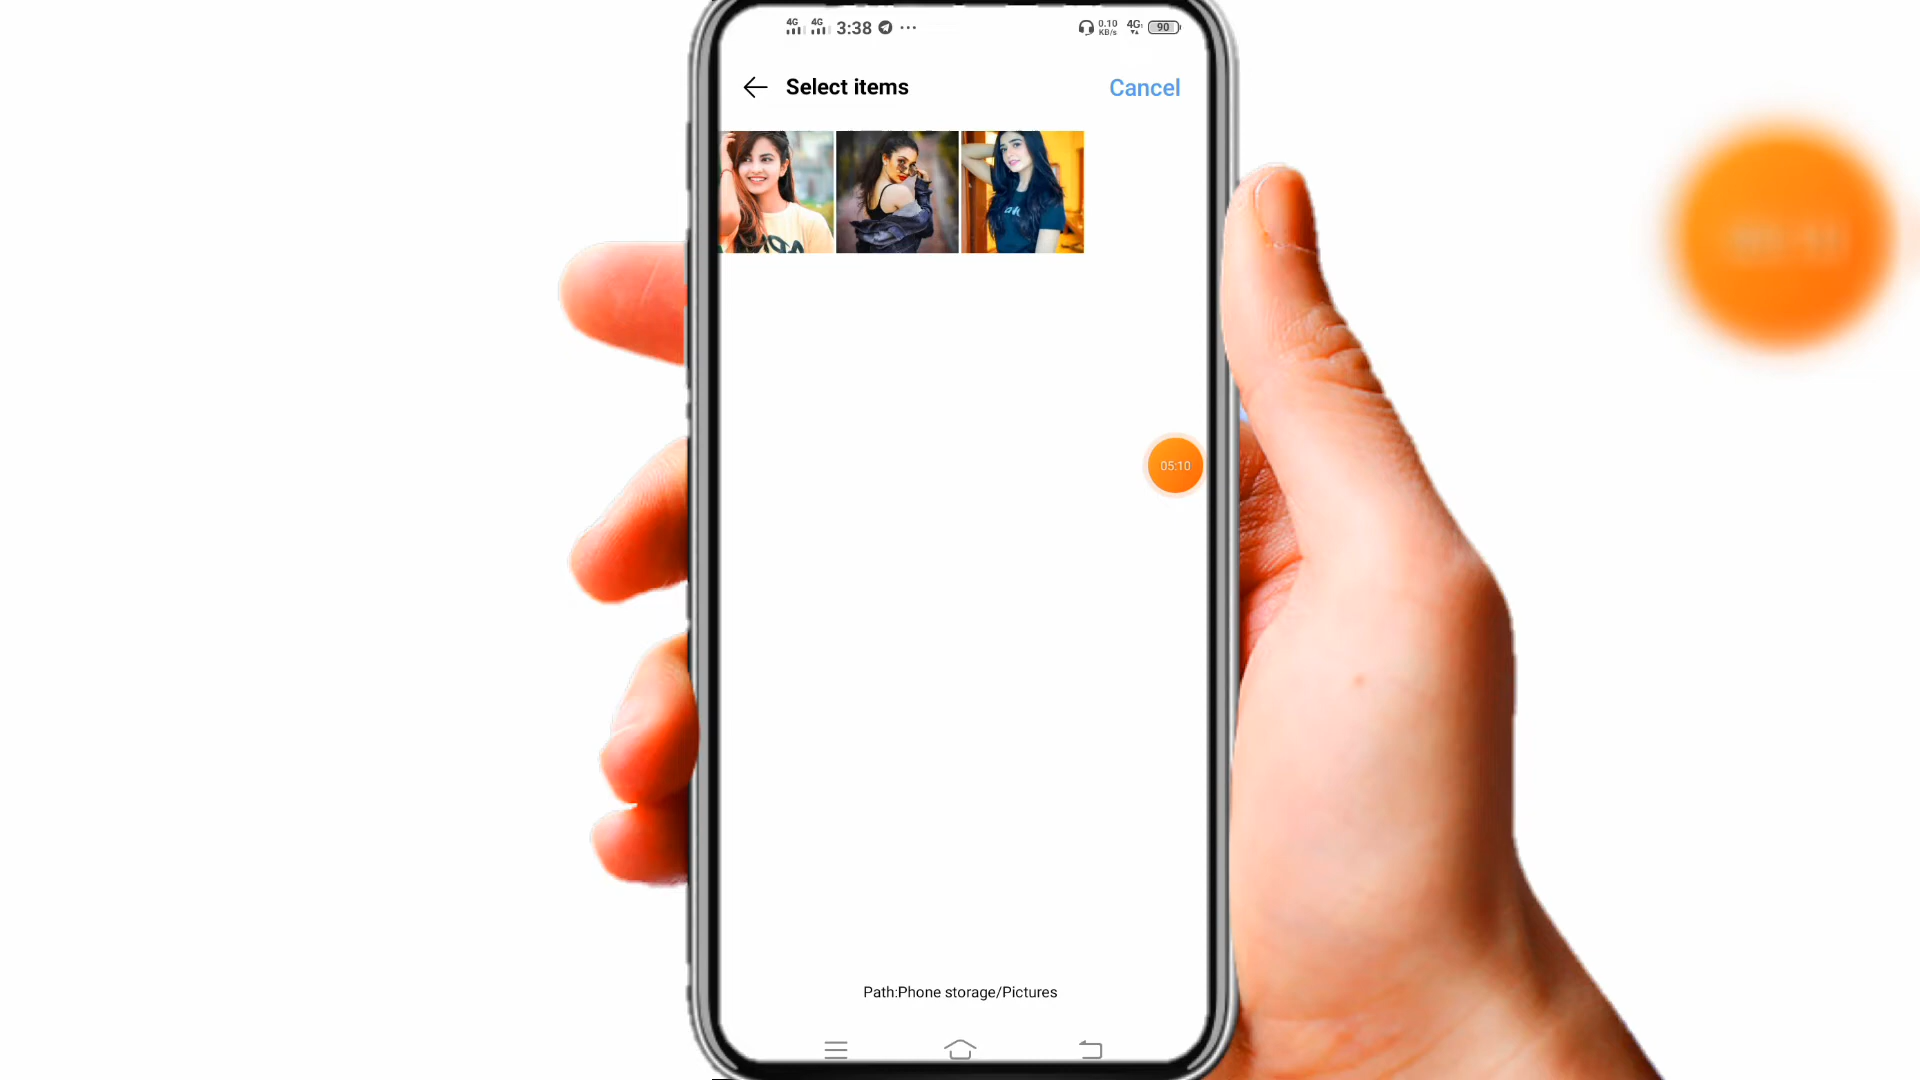 4G 4G 3:38 ...
0.10 KB/s 4G 90
Select items
Cancel
05:10
Path:Phone storage/Pictures